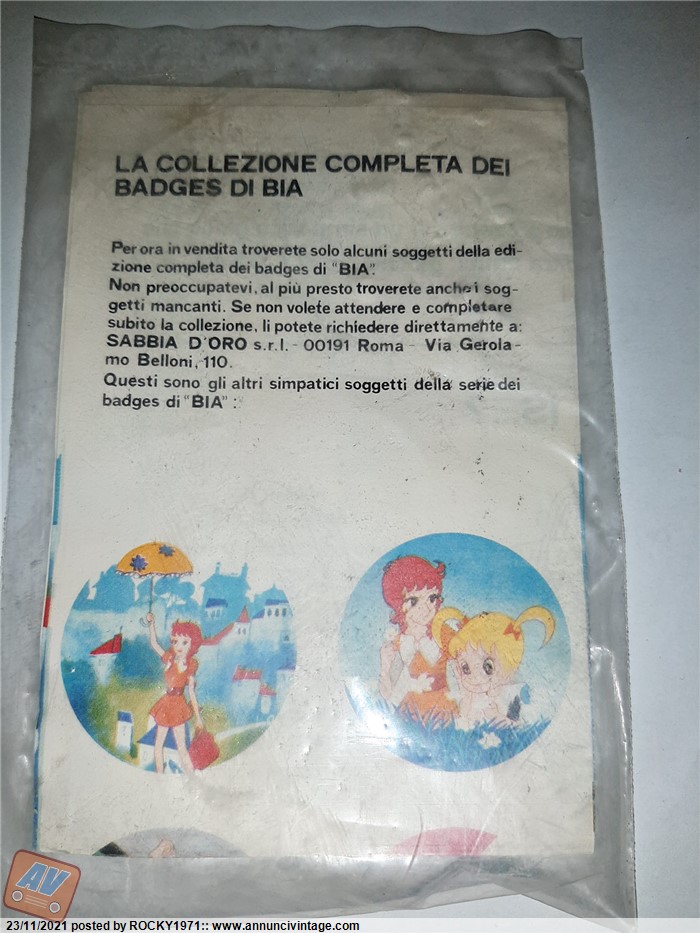 LA COLLEZIONE COMPLETA DEI
BADGES DI BIA
Per ora in vendita troverete solo alcuni soggetti della edi-
zione completa dei badges di "BIA".
Non preoccupatevi, al più presto troverete anche i sog-
getti mancanti. Se non volete attendere e completare
subito la collezione, li potete richiedere direttamente a:
SABBIA D'ORO s.r.l. - 00191 Roma - Via Gerola-
mo Belloni, 110.
Questi sono gli altri simpatici soggetti della serie dei
badges di "BIA" :
AV
23/11/2021 posted by ROCKY1971:: www.annuncivintage.com